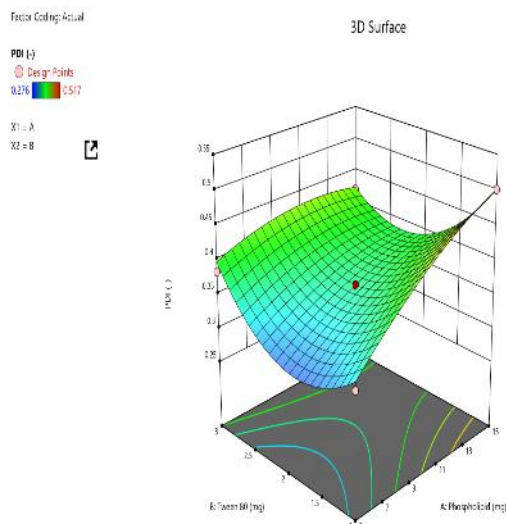 Factor Coding: Actual
3D Surface
PDI (-)
Design Points
0.276 0.517
X1 = A
X2 = B
0.55
0.5
0.45
0.4
0.35
0.3
0.25
PDI (-)
3
2.5
2
1.5
15
13
11
9
7
B: Tween 80 (mg)
A: Phospholipid (mg)